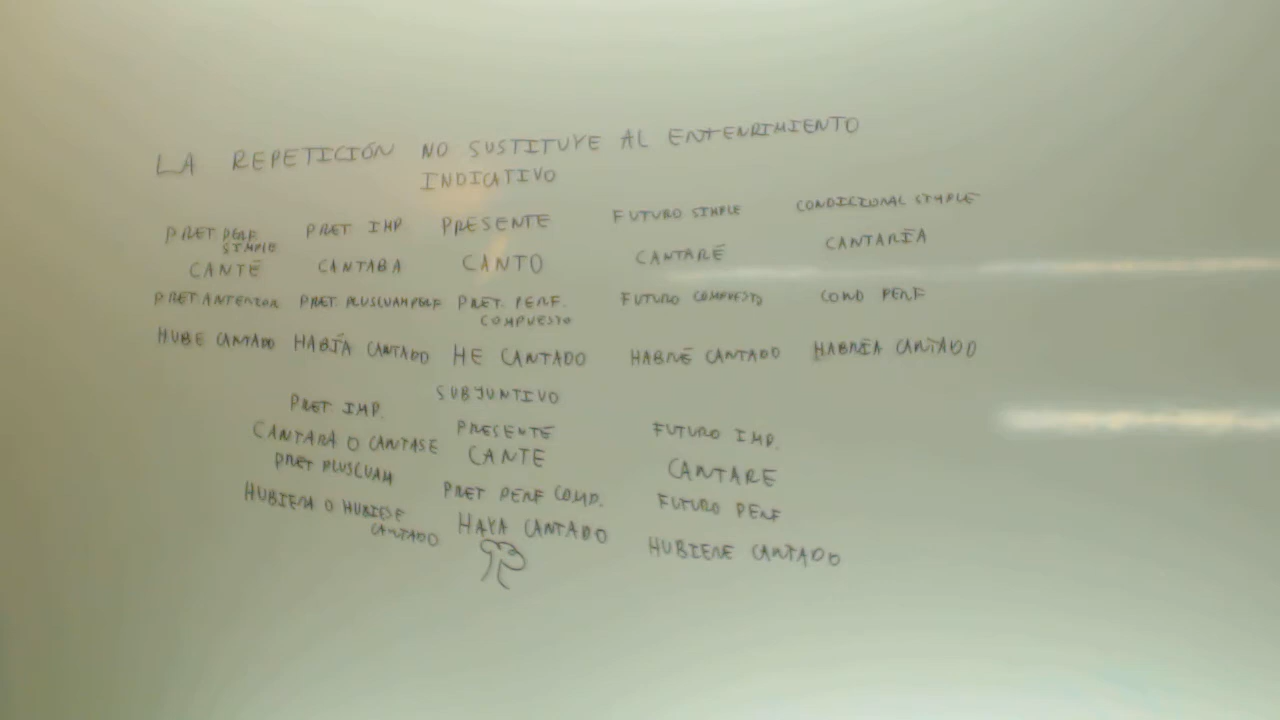 LA REPETICIÓN NO SUSTITUYE AL ENTENRIMIENTO
INDICATIVO
PRET PERF SIMPLE PRET IMP. PRESENTE FUTURO SIMPLE CONDICIONAL SIMPLE
CANTÉ CANTABA CANTO CANTARÉ CANTARÍA
PRET ANTERIOR PRET. PLUSCUAMPERF PRET. PERF. COMPUESTO FUTURO COMPUESTO COND PERF
HUBE CANTADO HABÍA CANTADO HE CANTADO HABRÉ CANTADO HABRÍA CANTADO
SUBJUNTIVO
PRET IMP. PRESENTE FUTURO IMP.
CANTARA O CANTASE CANTE CANTARE
PRET PLUSCUAM PRET PERF COMP. FUTURO PERF
HUBIERA O HUBIESE CANTADO HAYA CANTADO HUBIERE CANTADO